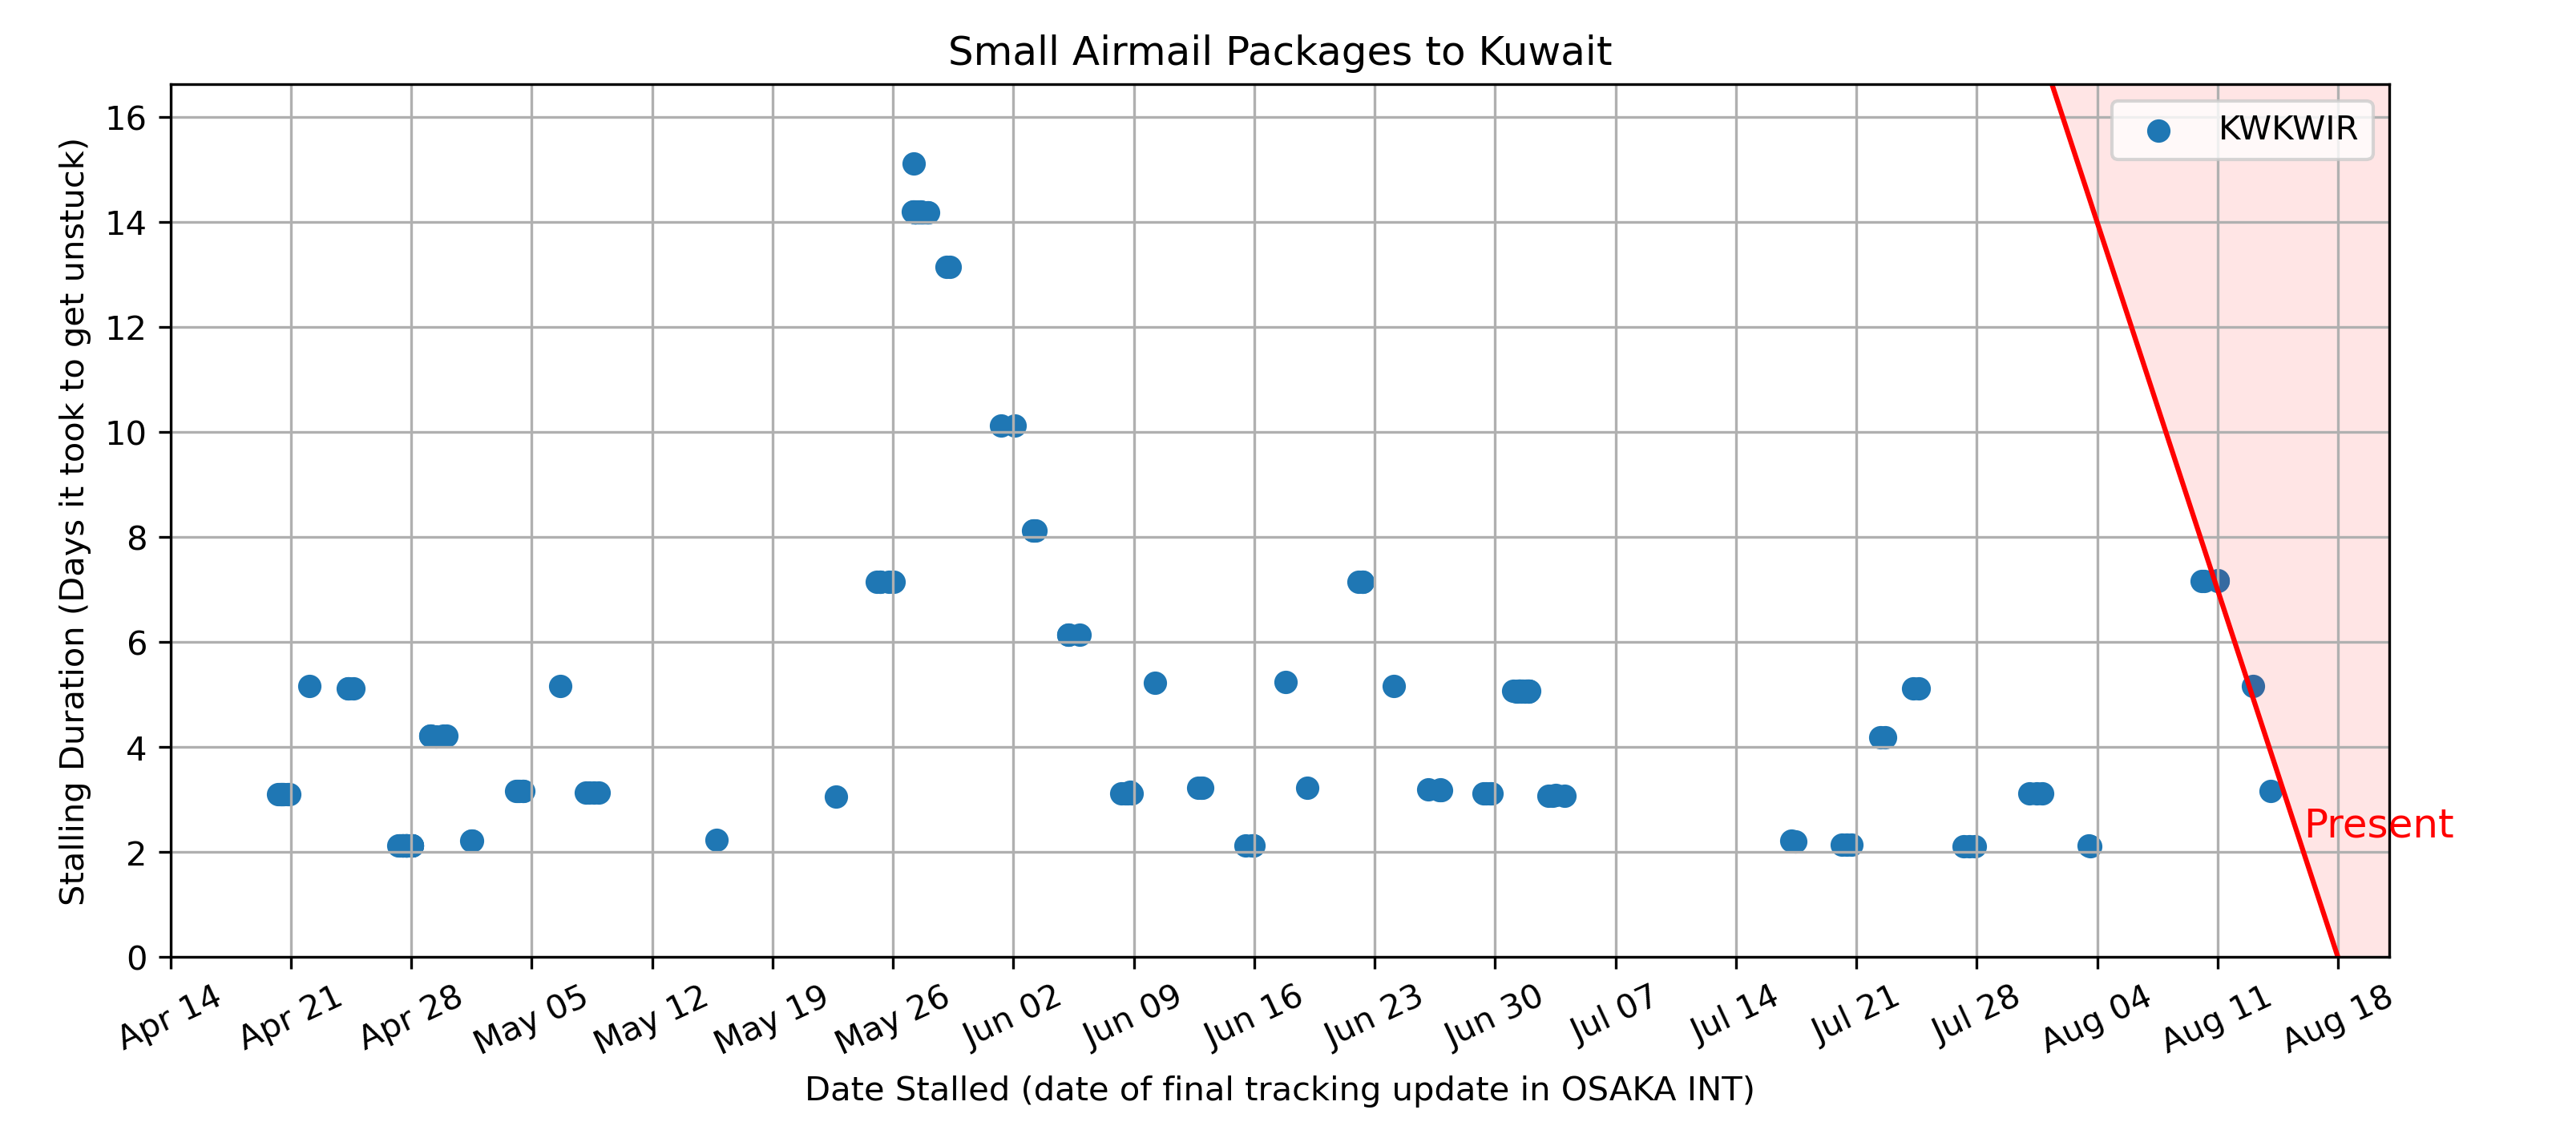 Small Airmail Packages to Kuwait
KWKWIR
16
14
12
10
8
6
4
2
0
Stalling Duration (Days it took to get unstuck)
Present
Apr 14
Apr 21
Apr 28
May 05
May 12
May 19
May 26
Jun 02
Jun 09
Jun 16
Jun 23
Jun 30
Jul 07
Jul 14
Jul 21
Jul 28
Aug 04
Aug 11
Aug 18
Date Stalled (date of final tracking update in OSAKA INT)